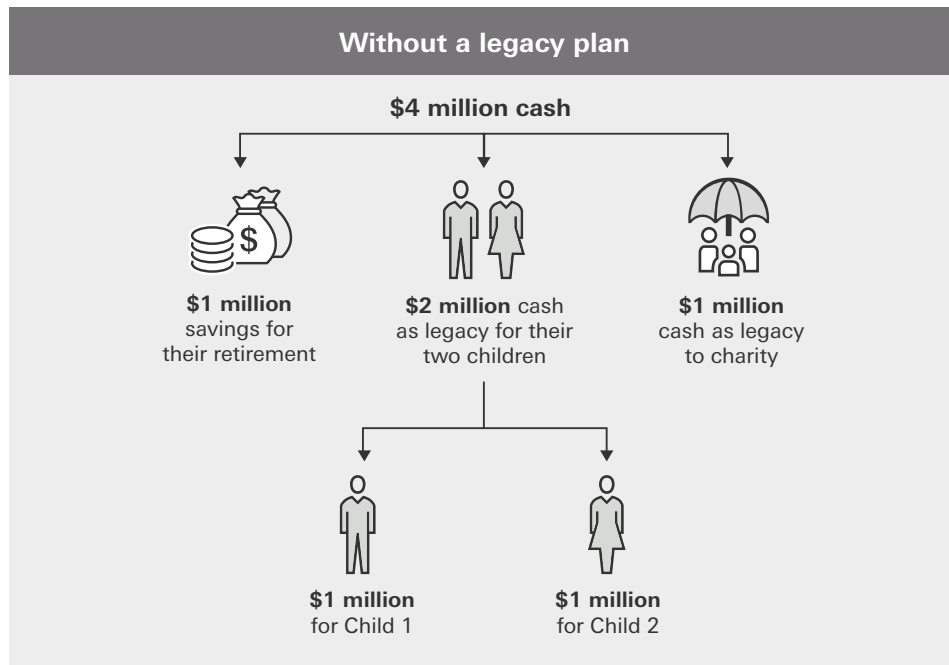 Without a legacy plan
$4 million cash
$
$1 million
savings for
their retirement
$2 million cash
as legacy for their
two children
$1 million
cash as legacy
to charity
$1 million
for Child 1
$1 million
for Child 2